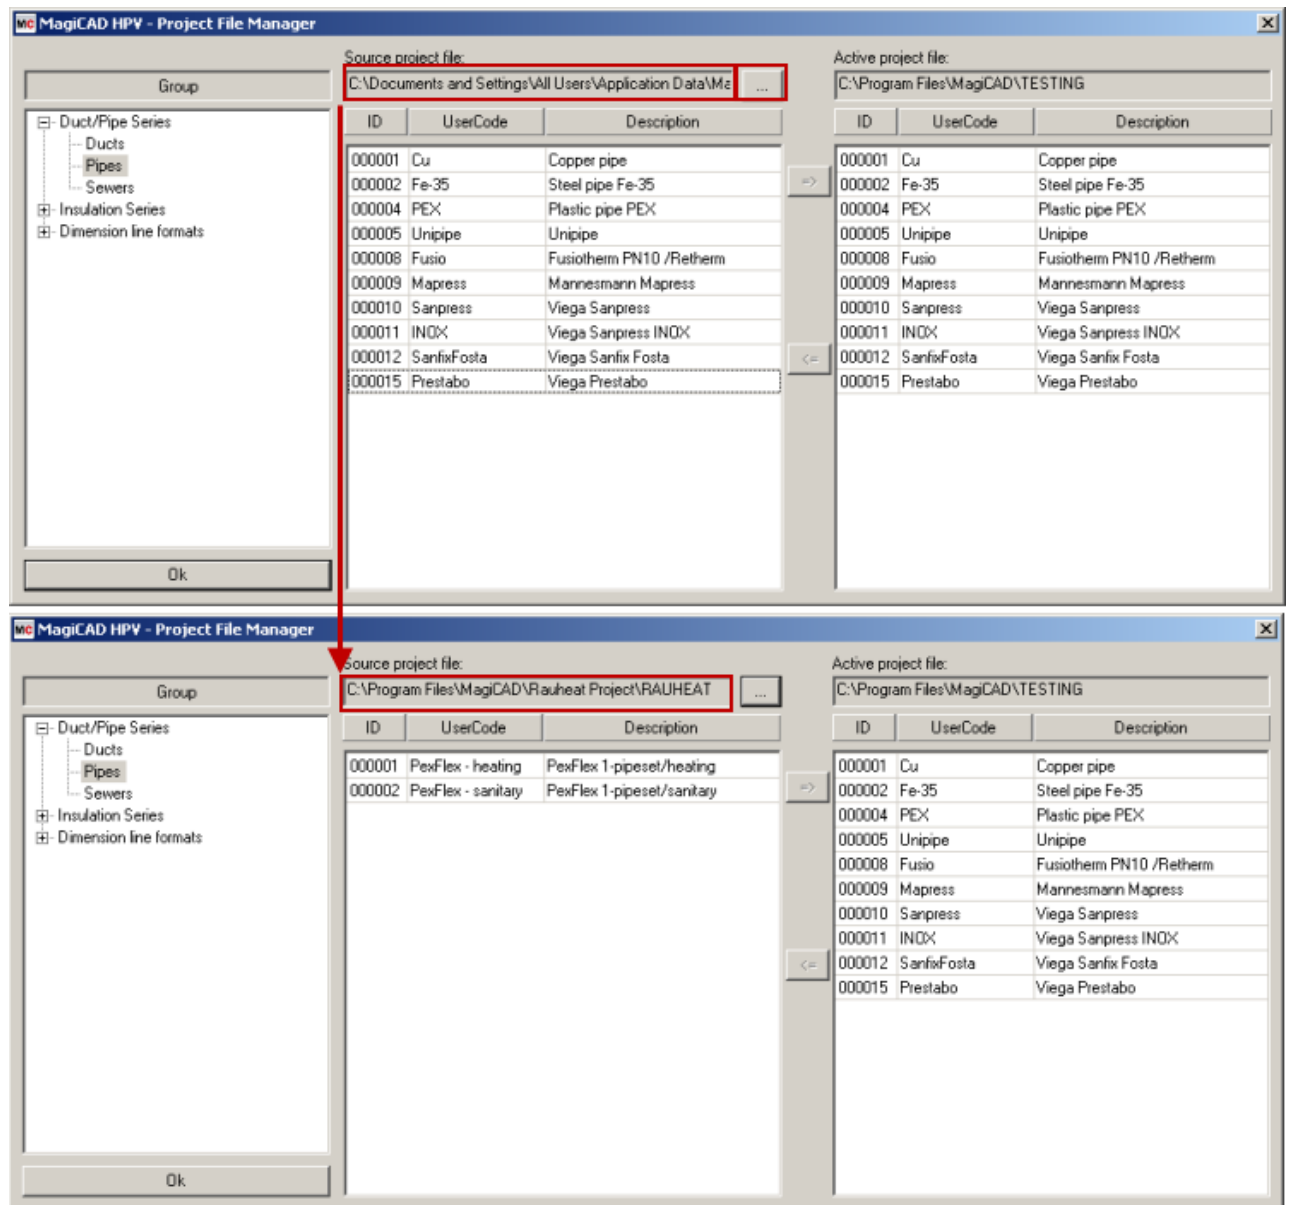 MC MagiCAD HPV - Project File Manager
Source project file:
Active project file:
Group
C:\Documents and Settings\All Users\Application Data\Ma
...
C:\Program Files\MagiCAD\TESTING
Duct/Pipe Series
Ducts
Pipes
Sewers
Insulation Series
Dimension line formats
Ok
ID UserCode Description
000001 Cu Copper pipe
000002 Fe-35 Steel pipe Fe-35
000004 PEX Plastic pipe PEX
000005 Unipipe Unipipe
000008 Fusio Fusiotherm PN10 /Retherm
000009 Mapress Mannesmann Mapress
000010 Sanpress Viega Sanpress
000011 INOX Viega Sanpress INOX
000012 SanfixFosta Viega Sanfix Fosta
000015 Prestabo Viega Prestabo
=>
<=
ID UserCode Description
000001 Cu Copper pipe
000002 Fe-35 Steel pipe Fe-35
000004 PEX Plastic pipe PEX
000005 Unipipe Unipipe
000008 Fusio Fusiotherm PN10 /Retherm
000009 Mapress Mannesmann Mapress
000010 Sanpress Viega Sanpress
000011 INOX Viega Sanpress INOX
000012 SanfixFosta Viega Sanfix Fosta
000015 Prestabo Viega Prestabo
MC MagiCAD HPV - Project File Manager
Source project file:
Active project file:
Group
C:\Program Files\MagiCAD\Rauheat Project\RAUHEAT
...
C:\Program Files\MagiCAD\TESTING
Duct/Pipe Series
Ducts
Pipes
Sewers
Insulation Series
Dimension line formats
Ok
ID UserCode Description
000001 PexFlex - heating PexFlex 1-pipeset/heating
000002 PexFlex - sanitary PexFlex 1-pipeset/sanitary
=>
<=
ID UserCode Description
000001 Cu Copper pipe
000002 Fe-35 Steel pipe Fe-35
000004 PEX Plastic pipe PEX
000005 Unipipe Unipipe
000008 Fusio Fusiotherm PN10 /Retherm
000009 Mapress Mannesmann Mapress
000010 Sanpress Viega Sanpress
000011 INOX Viega Sanpress INOX
000012 SanfixFosta Viega Sanfix Fosta
000015 Prestabo Viega Prestabo